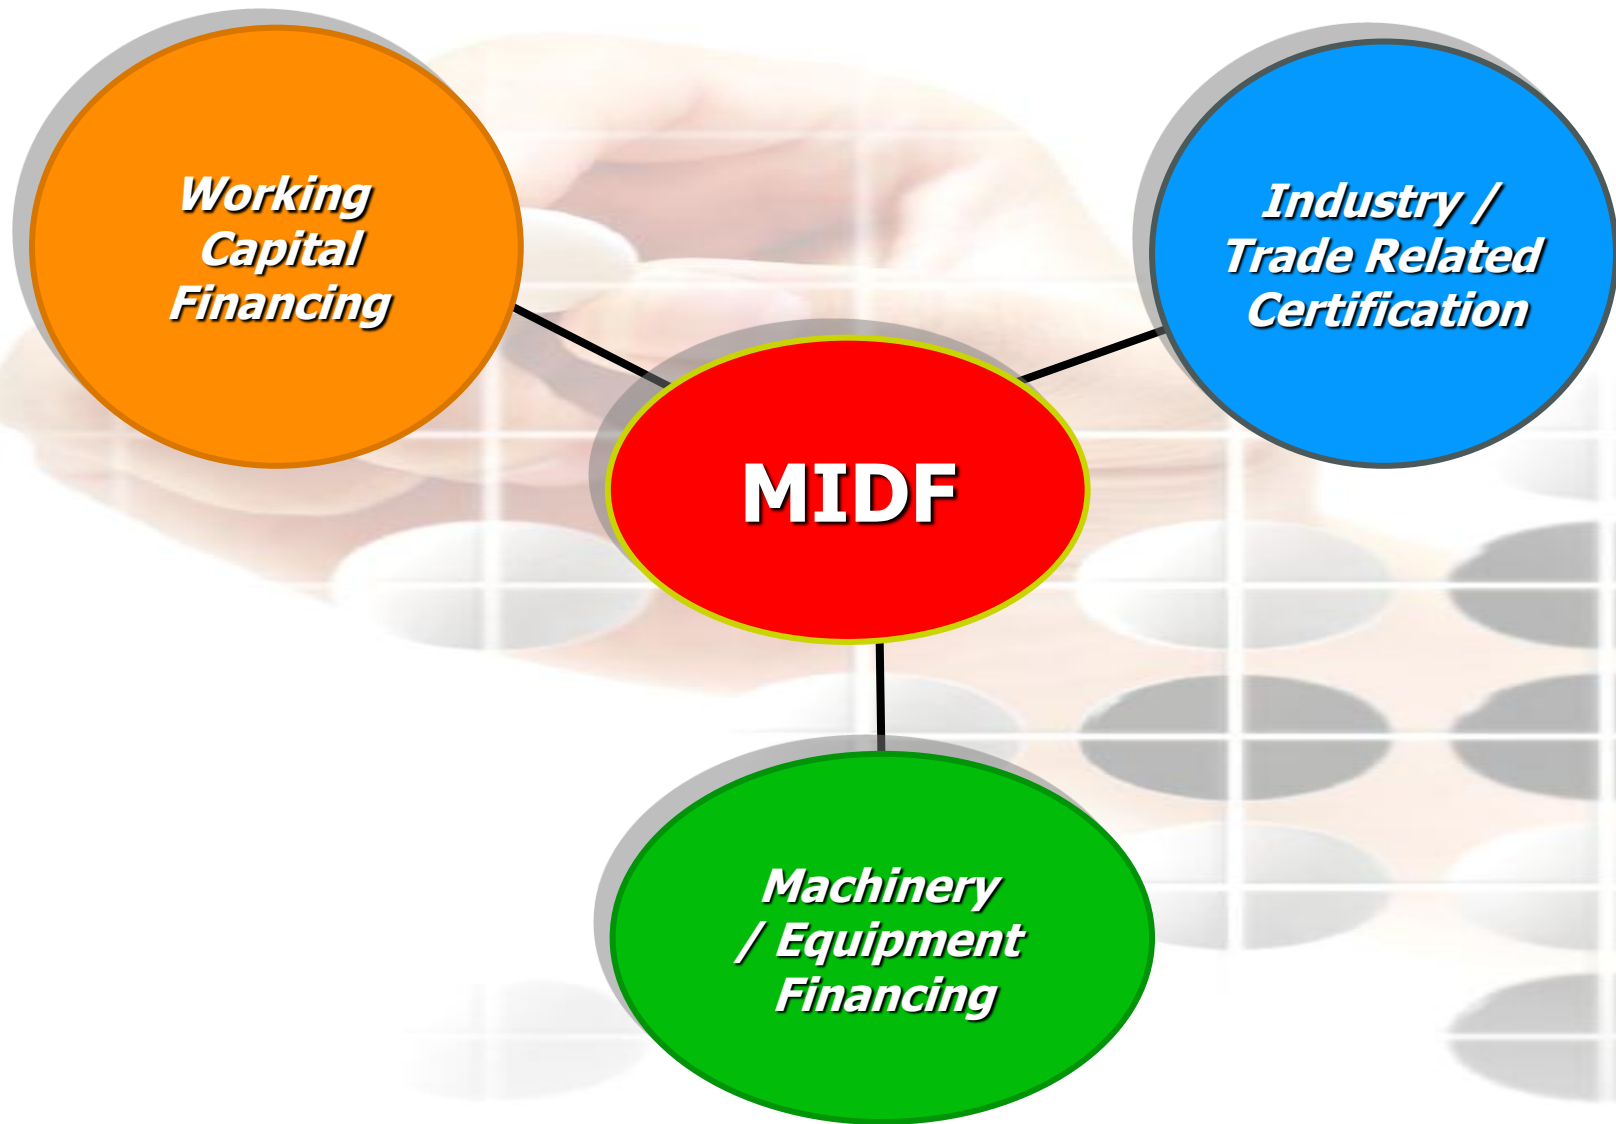 Working
Capital
Financing
Industry /
Trade Related
Certification
MIDF
Machinery
/ Equipment
Financing